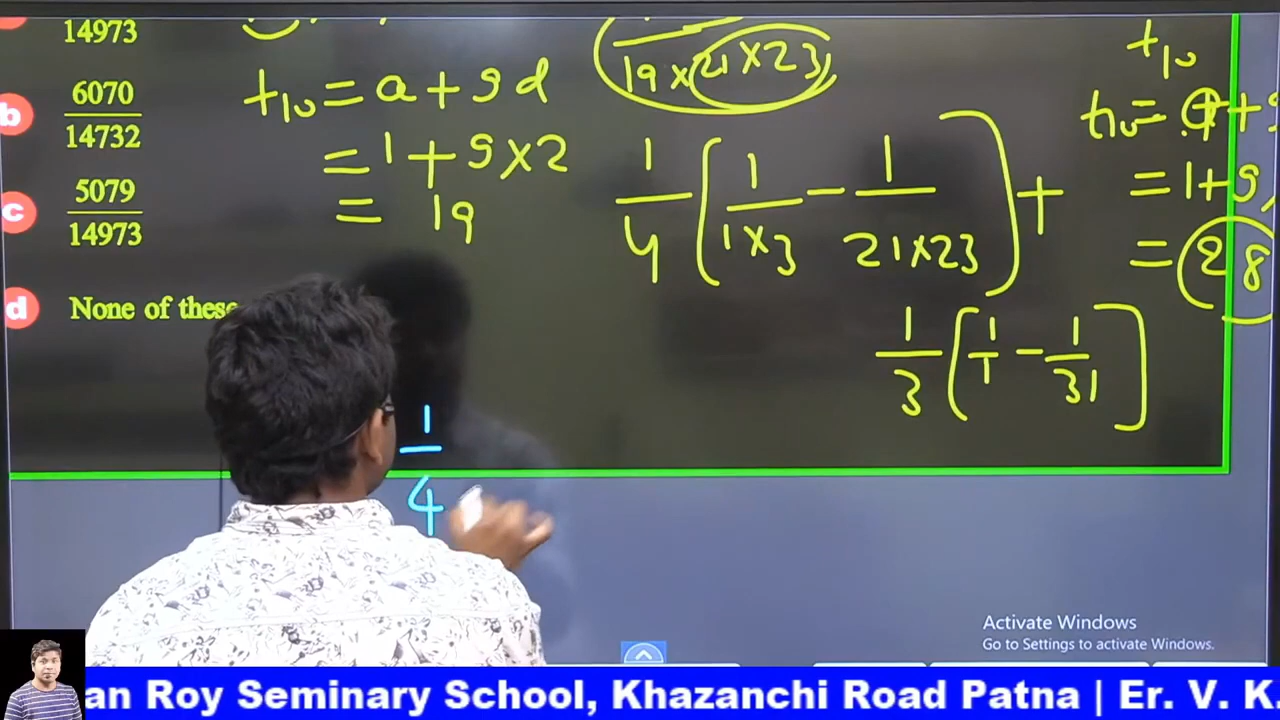 14973
b 6070/14732
c 5079/14973
d None of these
t10 = a + 9d
= 1 + 9×2
= 19
19×21×23
1/4 [1/1×3 − 1/21×23] +
1/3 [1/1 − 1/31]
t10
t10 =
= 1+9
= 28
1/4
Activate Windows
Go to Settings to activate Windows.
an Roy Seminary School, Khazanchi Road Patna | Er. V. K.